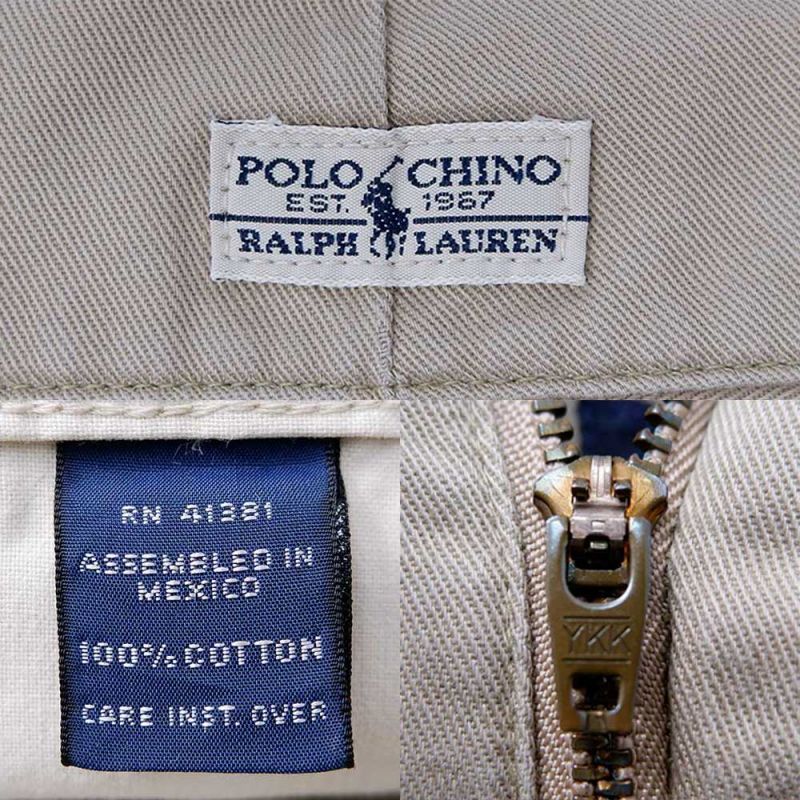 POLO CHINO
EST. 1967
RALPH LAUREN
RN 41381
ASSEMBLED IN
MEXICO
100% COTTON
CARE INST. OVER
YKK